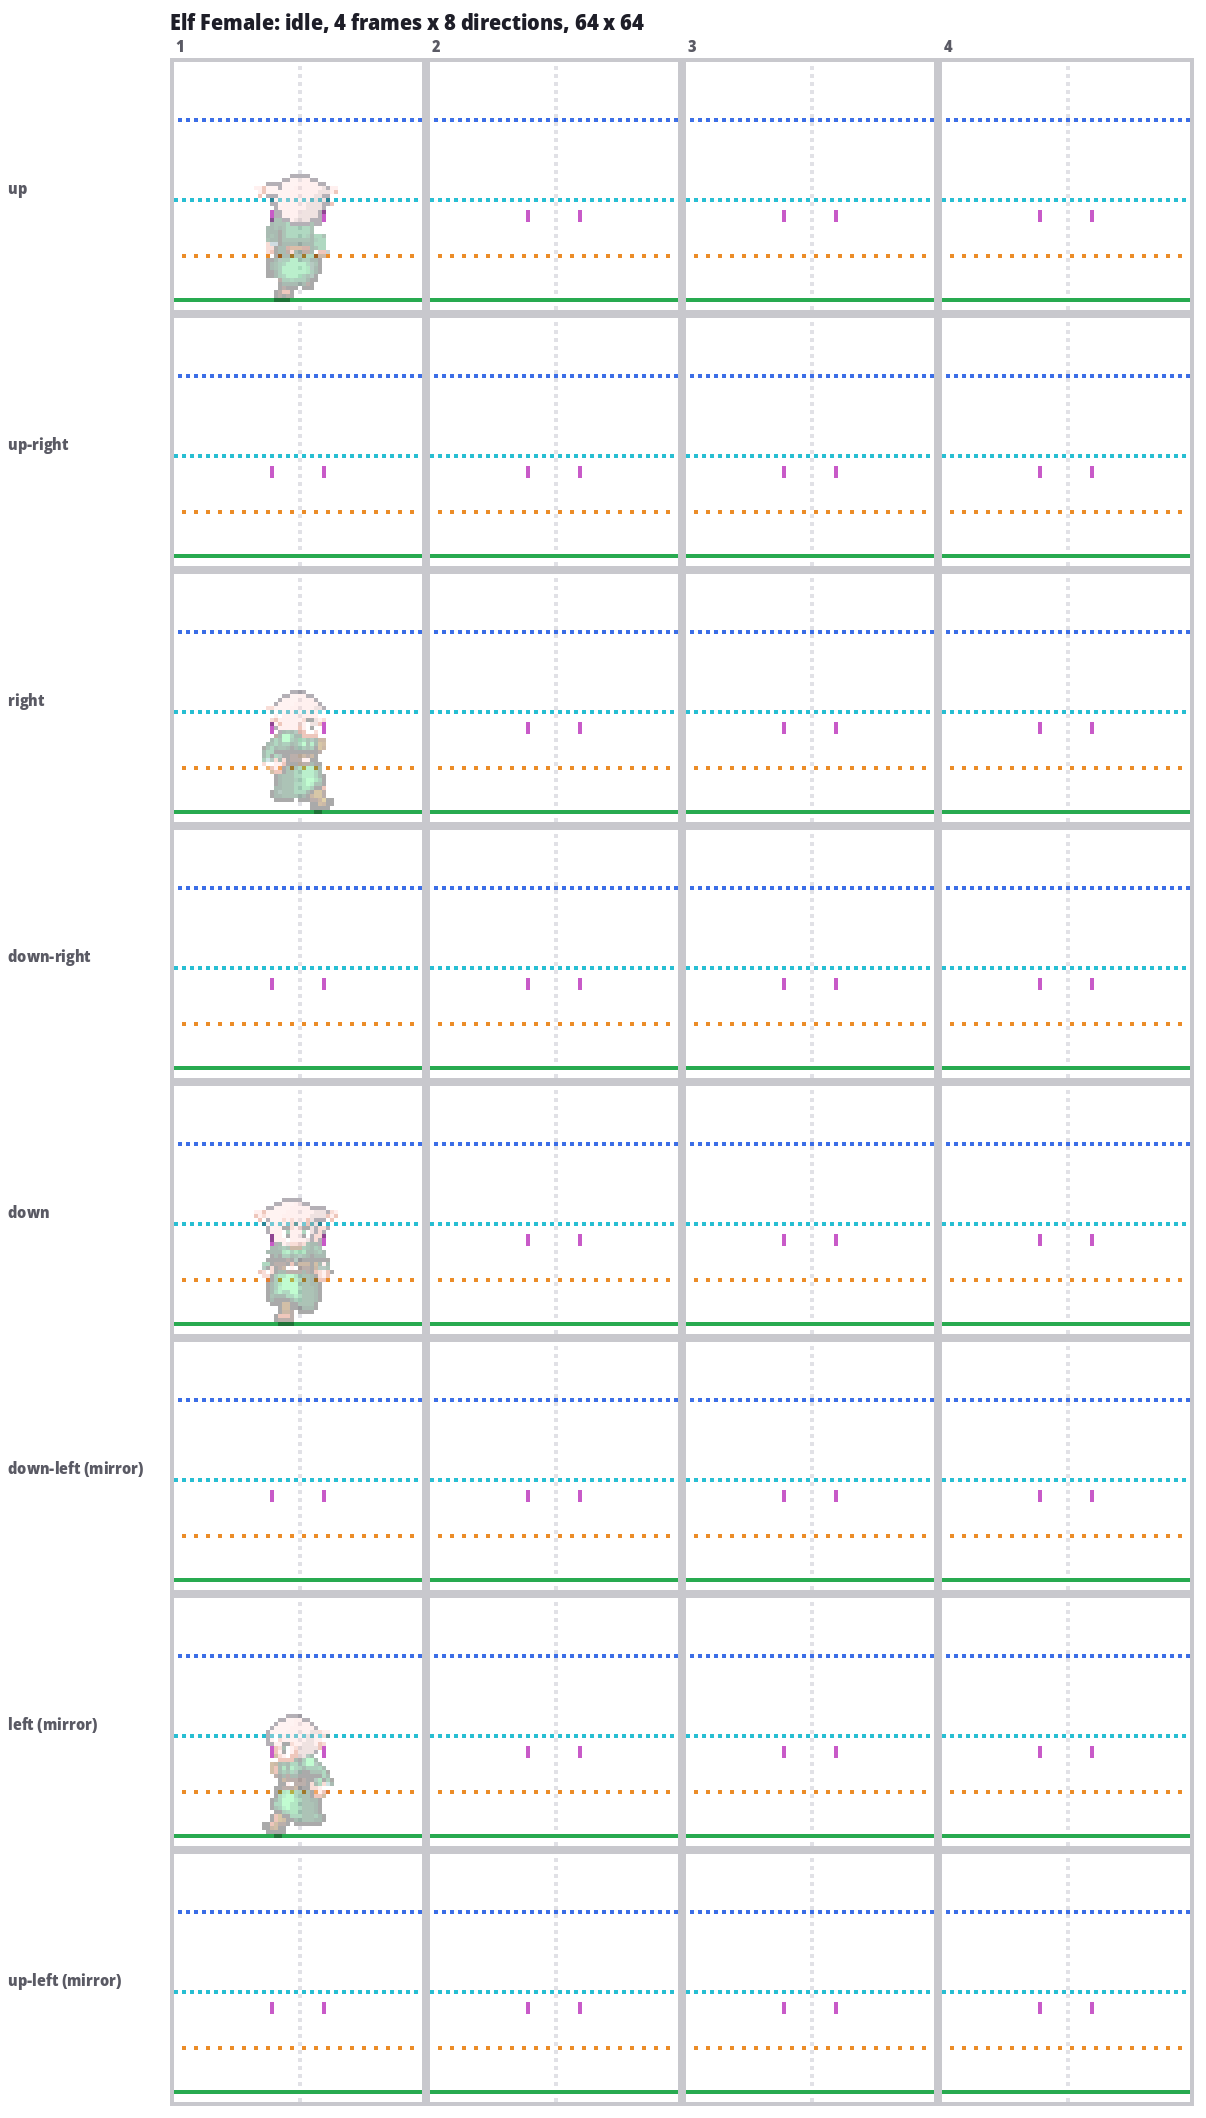 Elf Female: idle, 4 frames x 8 directions, 64 x 64
1 2 3 4
up
up-right
right
down-right
down
down-left (mirror)
left (mirror)
up-left (mirror)